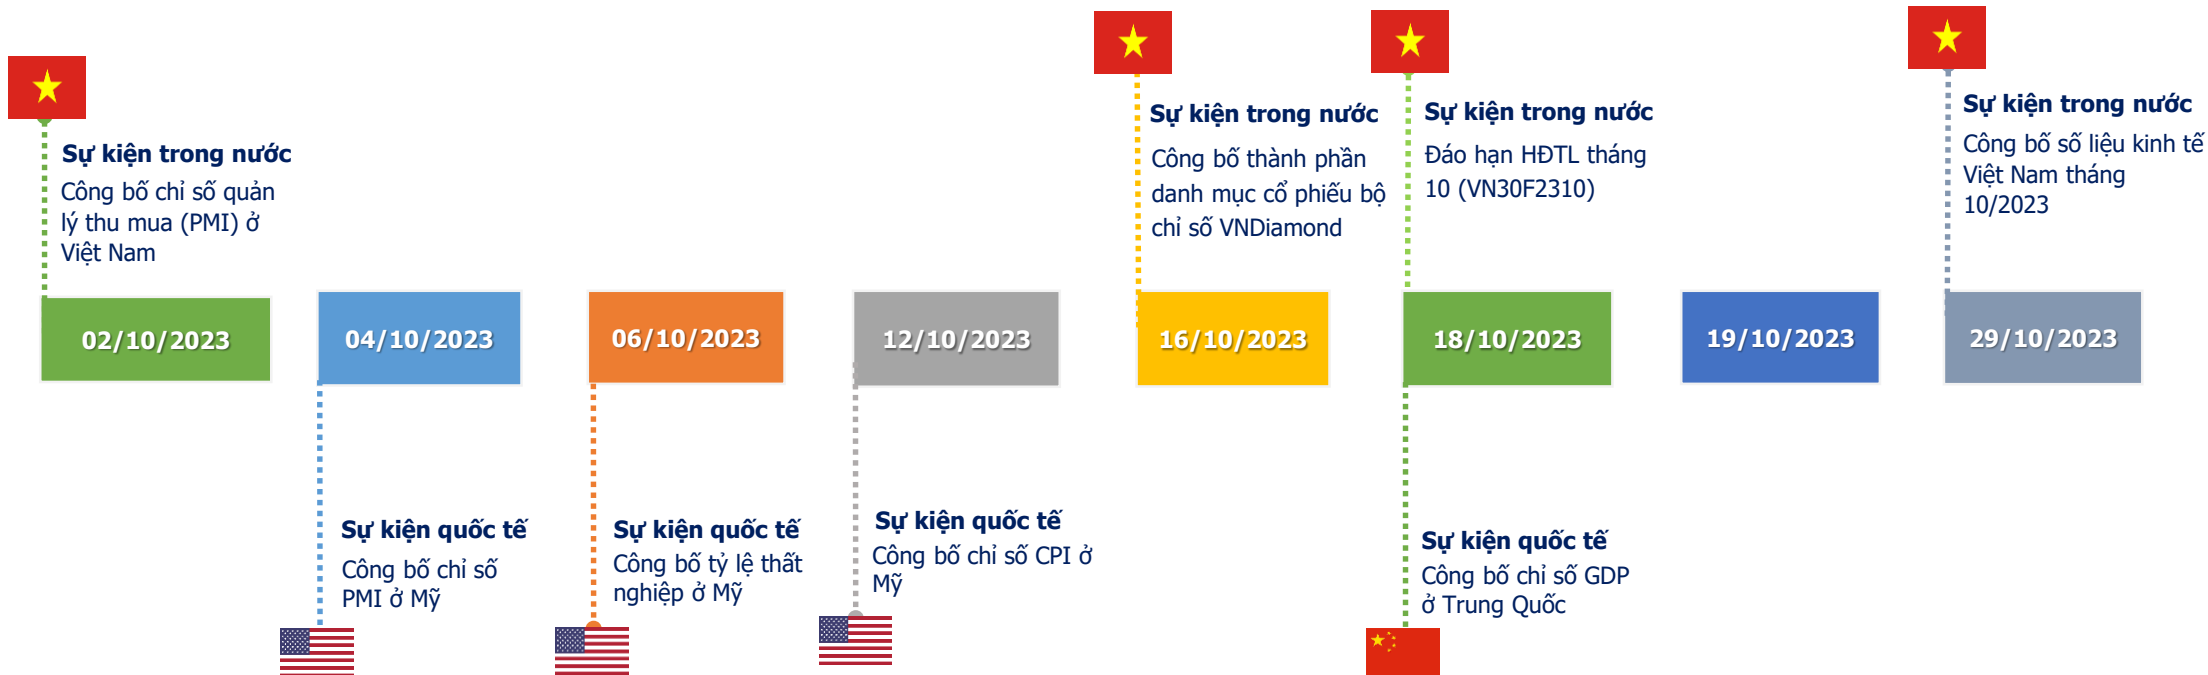 Sự kiện trong nước
Công bố chỉ số quản
lý thu mua (PMI) ở
Việt Nam
Sự kiện trong nước
Công bố thành phần
danh mục cổ phiếu bộ
chỉ số VNDiamond
Sự kiện trong nước
Đáo hạn HĐTL tháng
10 (VN30F2310)
Sự kiện trong nước
Công bố số liệu kinh tế
Việt Nam tháng
10/2023
02/10/2023
04/10/2023
06/10/2023
12/10/2023
16/10/2023
18/10/2023
19/10/2023
29/10/2023
Sự kiện quốc tế
Công bố chỉ số
PMI ở Mỹ
Sự kiện quốc tế
Công bố tỷ lệ thất
nghiệp ở Mỹ
Sự kiện quốc tế
Công bố chỉ số CPI ở
Mỹ
Sự kiện quốc tế
Công bố chỉ số GDP
ở Trung Quốc